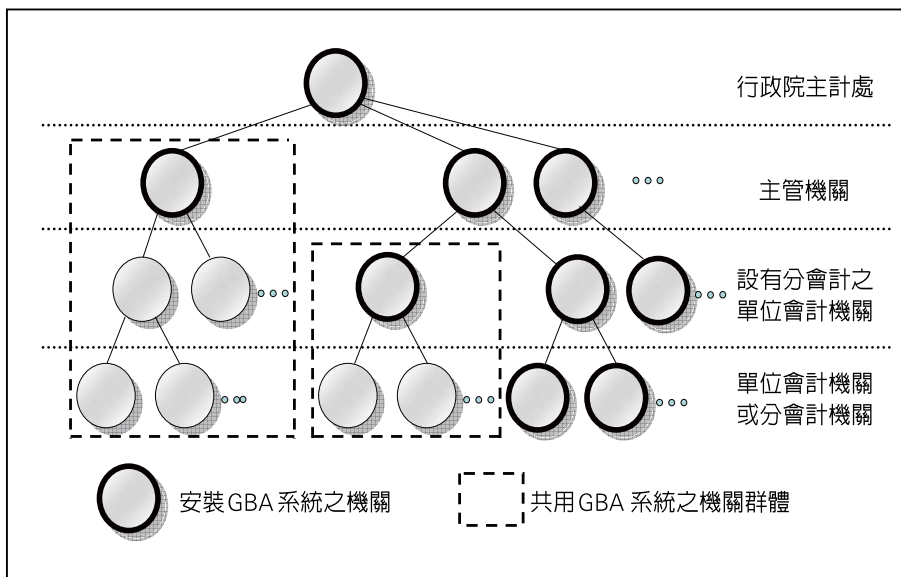 行政院主計處
主管機關
設有分會計之
單位會計機關
單位會計機關
或分會計機關
安裝GBA 系統之機關
共用GBA 系統之機關群體